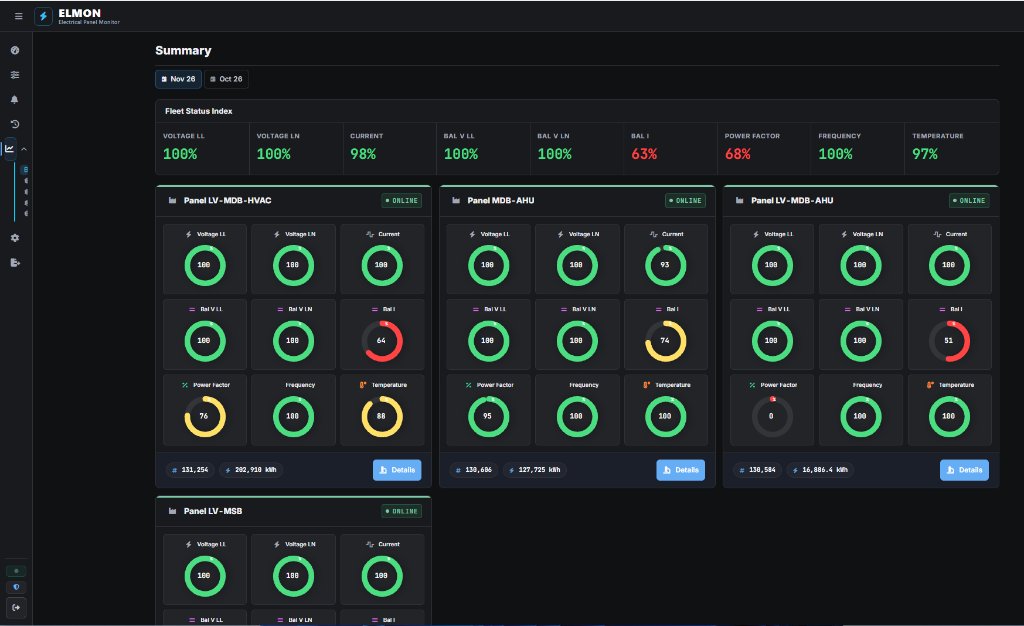 ELMON
Electrical Panel Monitor
Summary
Nov 26
Oct 26
Fleet Status Index
VOLTAGE LL
VOLTAGE LN
CURRENT
BAL V LL
BAL V LN
BAL I
POWER FACTOR
FREQUENCY
TEMPERATURE
100%
100%
98%
100%
100%
63%
68%
100%
97%
Panel LV-MDB-HVAC
ONLINE
Voltage LL
Voltage LN
Current
100
100
100
Bal V LL
Bal V LN
Bal I
100
100
64
Power Factor
Frequency
Temperature
76
100
88
# 131,254
202,910 kWh
Details
Panel MDB-AHU
ONLINE
Voltage LL
Voltage LN
Current
100
100
93
Bal V LL
Bal V LN
Bal I
100
100
74
Power Factor
Frequency
Temperature
95
100
100
# 130,606
127,725 kWh
Details
Panel LV-MDB-AHU
ONLINE
Voltage LL
Voltage LN
Current
100
100
100
Bal V LL
Bal V LN
Bal I
100
100
51
Power Factor
Frequency
Temperature
0
100
100
# 130,584
16,886.4 kWh
Details
Panel LV-MSB
ONLINE
Voltage LL
Voltage LN
Current
100
100
100
Bal V LL
Bal V LN
Bal I